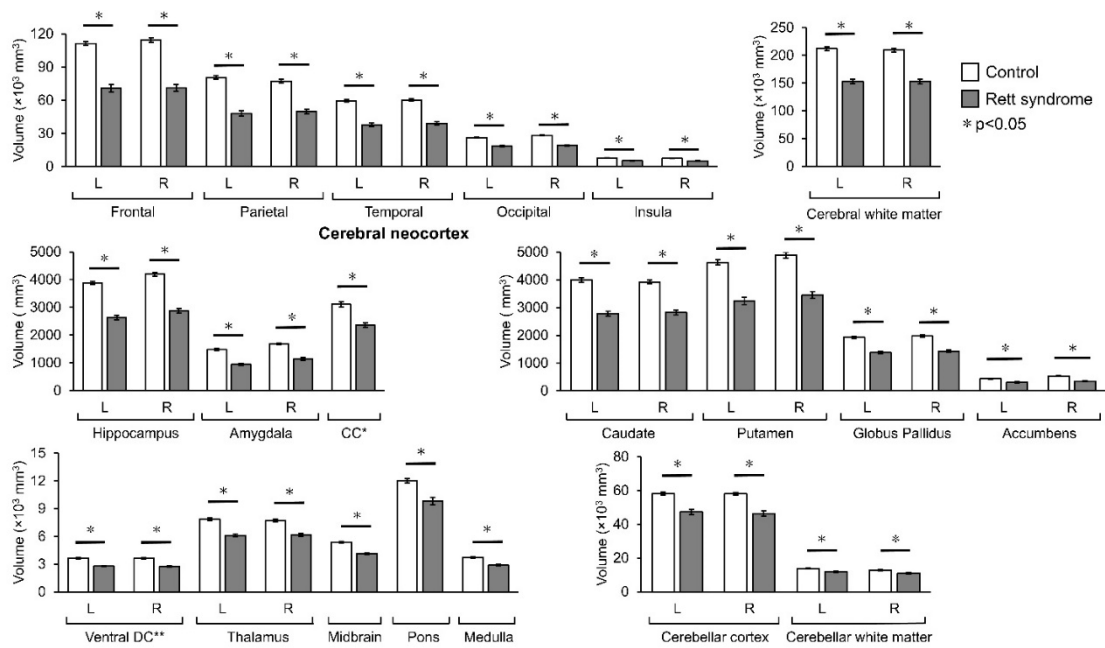 Volume (×10³ mm³)
120
90
60
30
0
* * * * * * * * * *
L R L R L R L R L R
Frontal Parietal Temporal Occipital Insula
Cerebral neocortex
Volume (×10³ mm³)
250
200
150
100
50
0
* *
L R
Cerebral white matter
Control
Rett syndrome
* p<0.05
Volume ( mm³)
5000
4000
3000
2000
1000
0
* * * * *
L R L R
Hippocampus Amygdala CC*
Volume ( mm³)
5000
4000
3000
2000
1000
0
* * * * * * * *
L R L R L R L R
Caudate Putamen Globus Pallidus Accumbens
Volume (×10³ mm³)
15
12
9
6
3
0
* * * * * * *
L R L R
Ventral DC** Thalamus Midbrain Pons Medulla
Volume (×10³ mm³)
80
60
40
20
0
* * * *
L R L R
Cerebellar cortex Cerebellar white matter